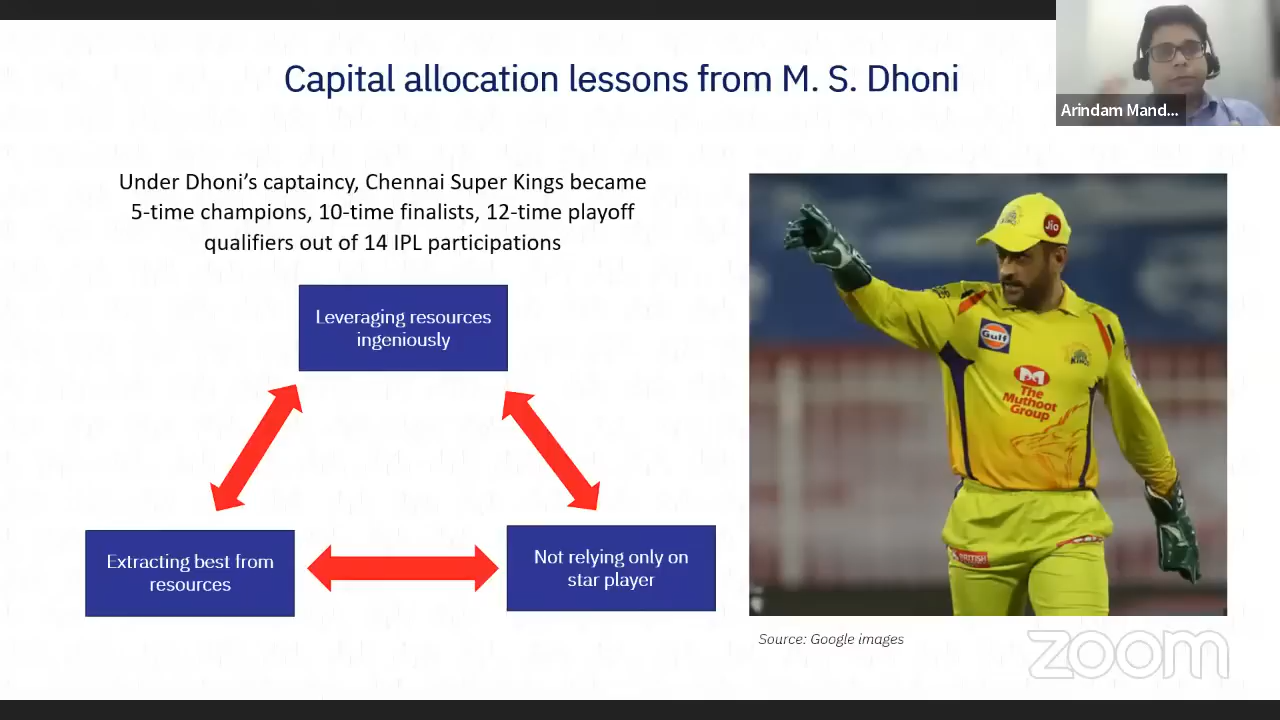 Capital allocation lessons from M. S. Dhoni
Arindam Mand...
Under Dhoni's captaincy, Chennai Super Kings became
5-time champions, 10-time finalists, 12-time playoff
qualifiers out of 14 IPL participations
Leveraging resources
ingeniously
Extracting best from
resources
Not relying only on
star player
Jio
Gulf
KINGS
The
Muthoot
Group
BRITISH
Source: Google images
zoom